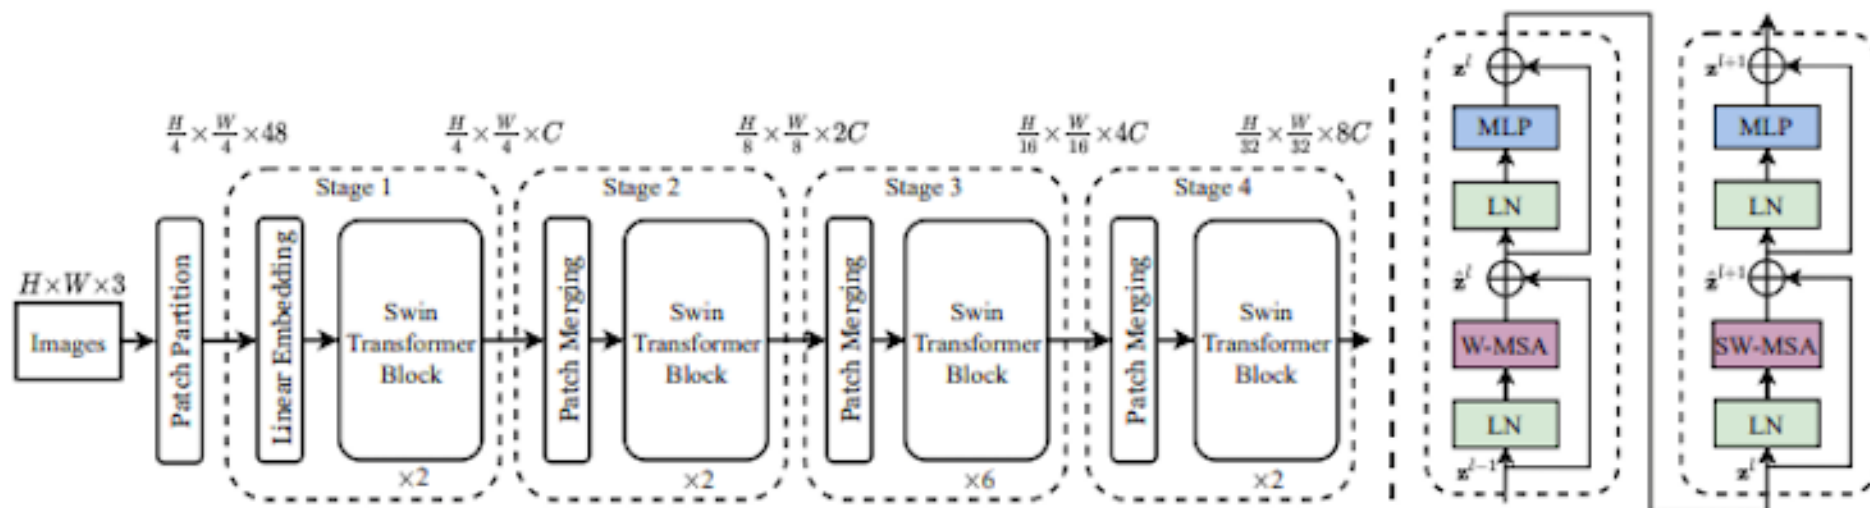 H×W×3
Images
Patch Partition
H/4 × W/4 × 48
Stage 1
Linear Embedding
Swin
Transformer
Block
×2
H/4 × W/4 × C
Stage 2
Patch Merging
Swin
Transformer
Block
×2
H/8 × W/8 × 2C
Stage 3
Patch Merging
Swin
Transformer
Block
×6
H/16 × W/16 × 4C
Stage 4
Patch Merging
Swin
Transformer
Block
×2
H/32 × W/32 × 8C
z^l
MLP
LN
ẑ^l
W-MSA
LN
z^{l-1}
z^{l+1}
MLP
LN
ẑ^{l+1}
SW-MSA
LN
z^l